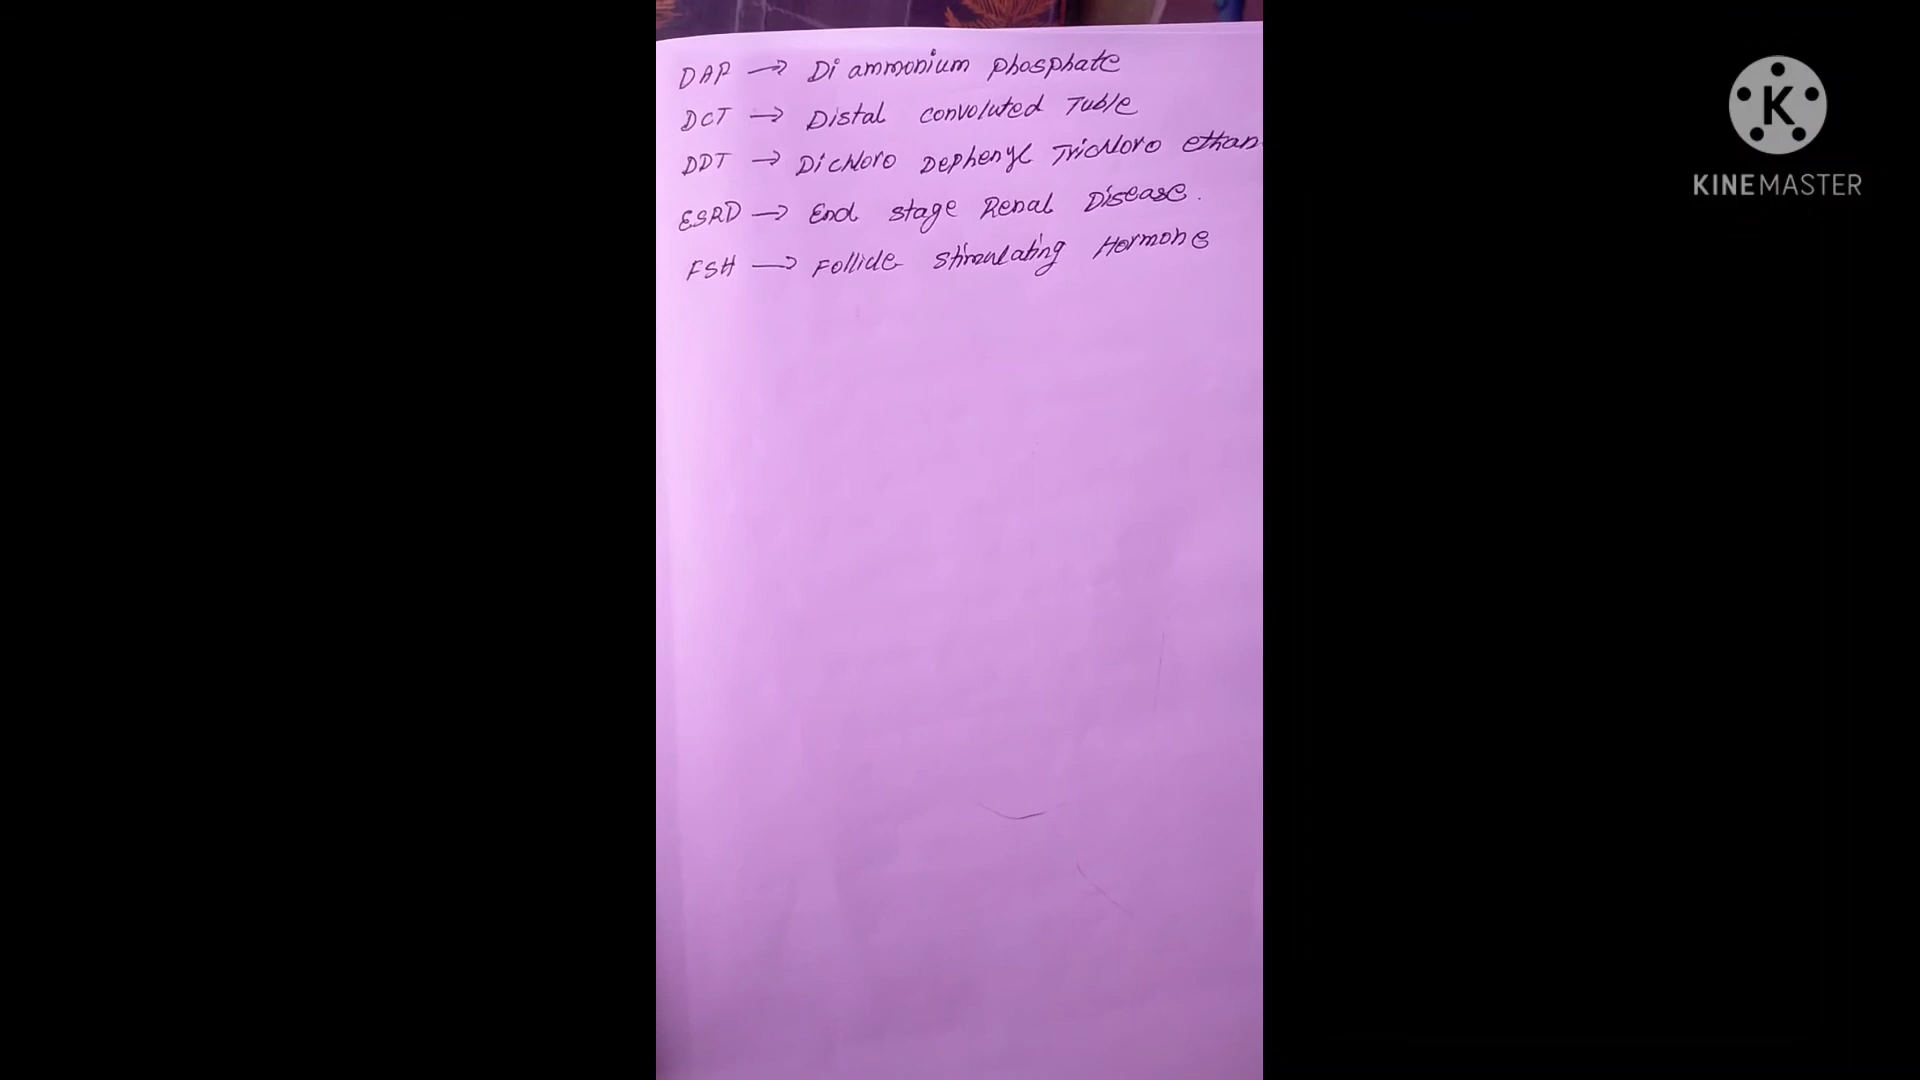 DAP → Di ammonium phosphate
DCT → Distal convoluted Tuble
DDT → Dichloro Dephenyl Trichloro ethan
ESRD → End stage Renal Disease.
FSH → Follicle Stimulating Hormone
K
KINEMASTER